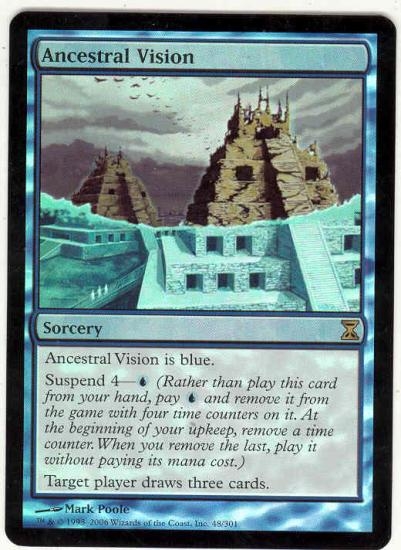 Ancestral Vision
Sorcery
Ancestral Vision is blue.
Suspend 4— (Rather than play this card
from your hand, pay and remove it from
the game with four time counters on it. At
the beginning of your upkeep, remove a time
counter. When you remove the last, play it
without paying its mana cost.)
Target player draws three cards.
Mark Poole
™ & © 1993–2006 Wizards of the Coast, Inc. 48/301